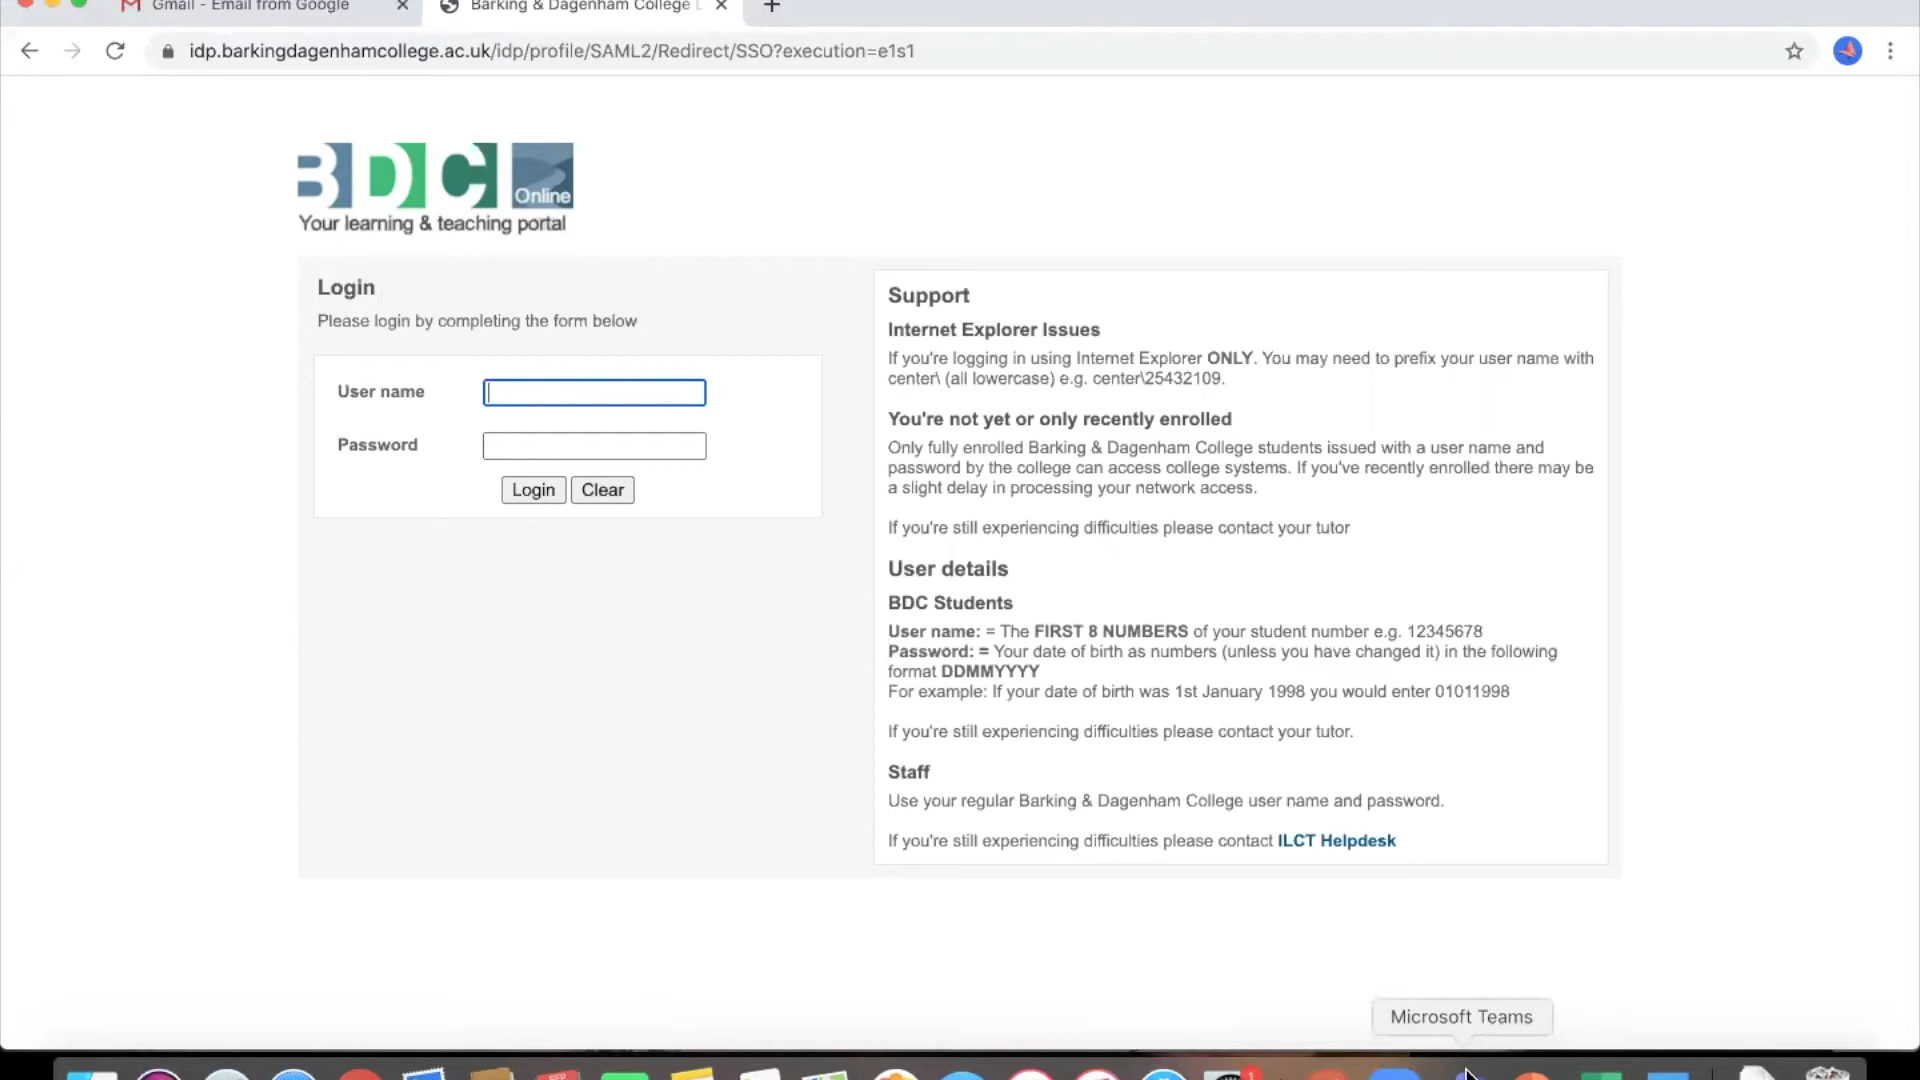 Gmail - Email from Google
Barking & Dagenham College
idp.barkingdagenhamcollege.ac.uk/idp/profile/SAML2/Redirect/SSO?execution=e1s1
BDC Online
Your learning & teaching portal
Login
Please login by completing the form below
User name
Password
Login Clear
Support
Internet Explorer Issues
If you're logging in using Internet Explorer ONLY. You may need to prefix your user name with
center\ (all lowercase) e.g. center\25432109.
You're not yet or only recently enrolled
Only fully enrolled Barking & Dagenham College students issued with a user name and
password by the college can access college systems. If you've recently enrolled there may be
a slight delay in processing your network access.
If you're still experiencing difficulties please contact your tutor
User details
BDC Students
User name: = The FIRST 8 NUMBERS of your student number e.g. 12345678
Password: = Your date of birth as numbers (unless you have changed it) in the following
format DDMMYYYY
For example: If your date of birth was 1st January 1998 you would enter 01011998
If you're still experiencing difficulties please contact your tutor.
Staff
Use your regular Barking & Dagenham College user name and password.
If you're still experiencing difficulties please contact ILCT Helpdesk
Microsoft Teams
SEP
1